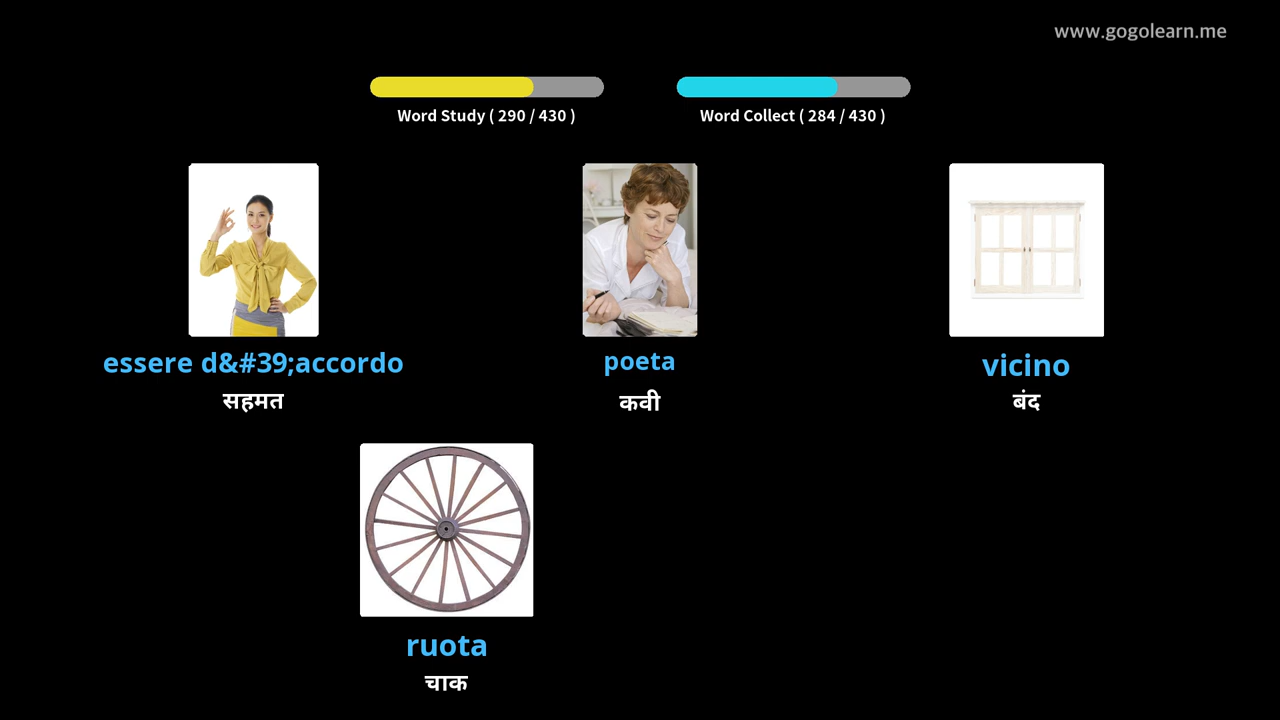 www.gogolearn.me
Word Study ( 290 / 430 )
Word Collect ( 284 / 430 )
essere d&#39;accordo
सहमत
poeta
कवी
vicino
बंद
ruota
चाक